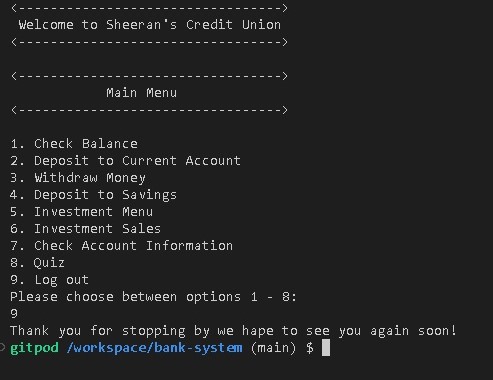 <------------------------------>
Welcome to Sheeran's Credit Union
<------------------------------>
<------------------------------>
Main Menu
<------------------------------>
1. Check Balance
2. Deposit to Current Account
3. Withdraw Money
4. Deposit to Savings
5. Investment Menu
6. Investment Sales
7. Check Account Information
8. Quiz
9. Log out
Please choose between options 1 - 8:
9
Thank you for stopping by we hape to see you again soon!
gitpod /workspace/bank-system (main) $